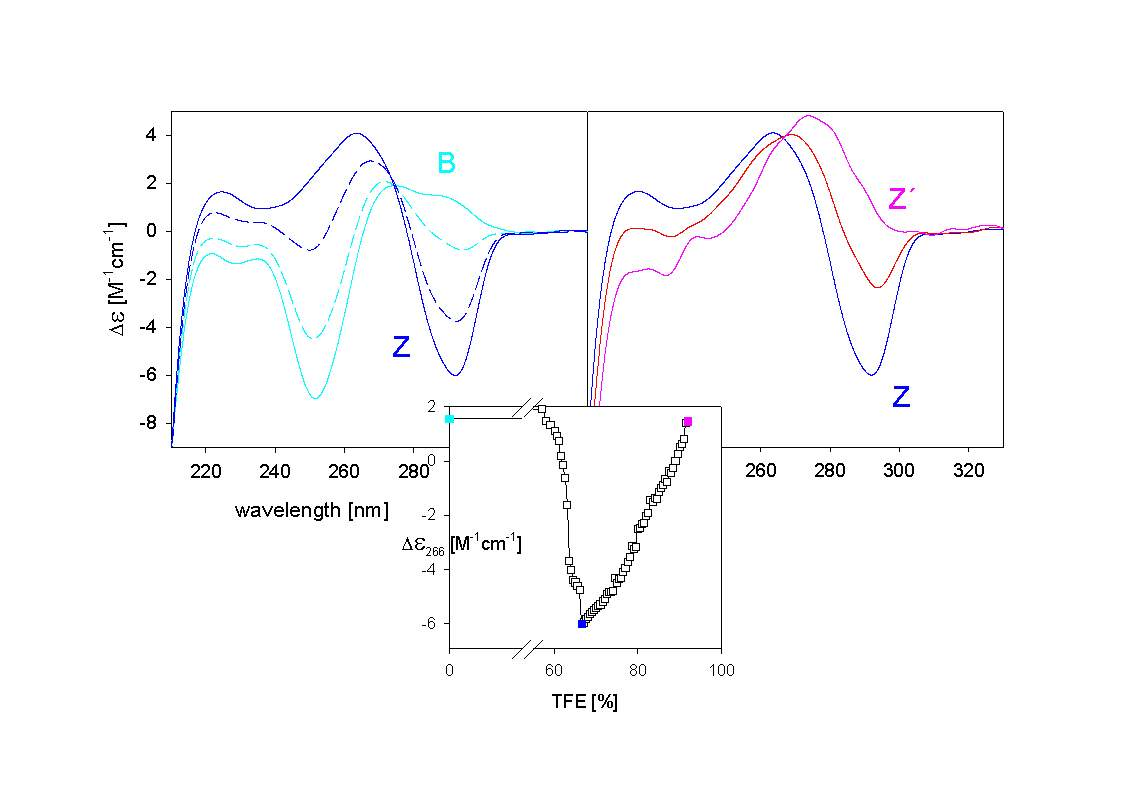 4
2
0
-2
-4
-6
-8
Δε [M-1cm-1]
B
Z
Z´
Z
220 240 260 280
260 280 300 320
wavelength [nm]
2
0
-2
-4
-6
Δε266 [M-1cm-1]
0 60 80 100
TFE [%]